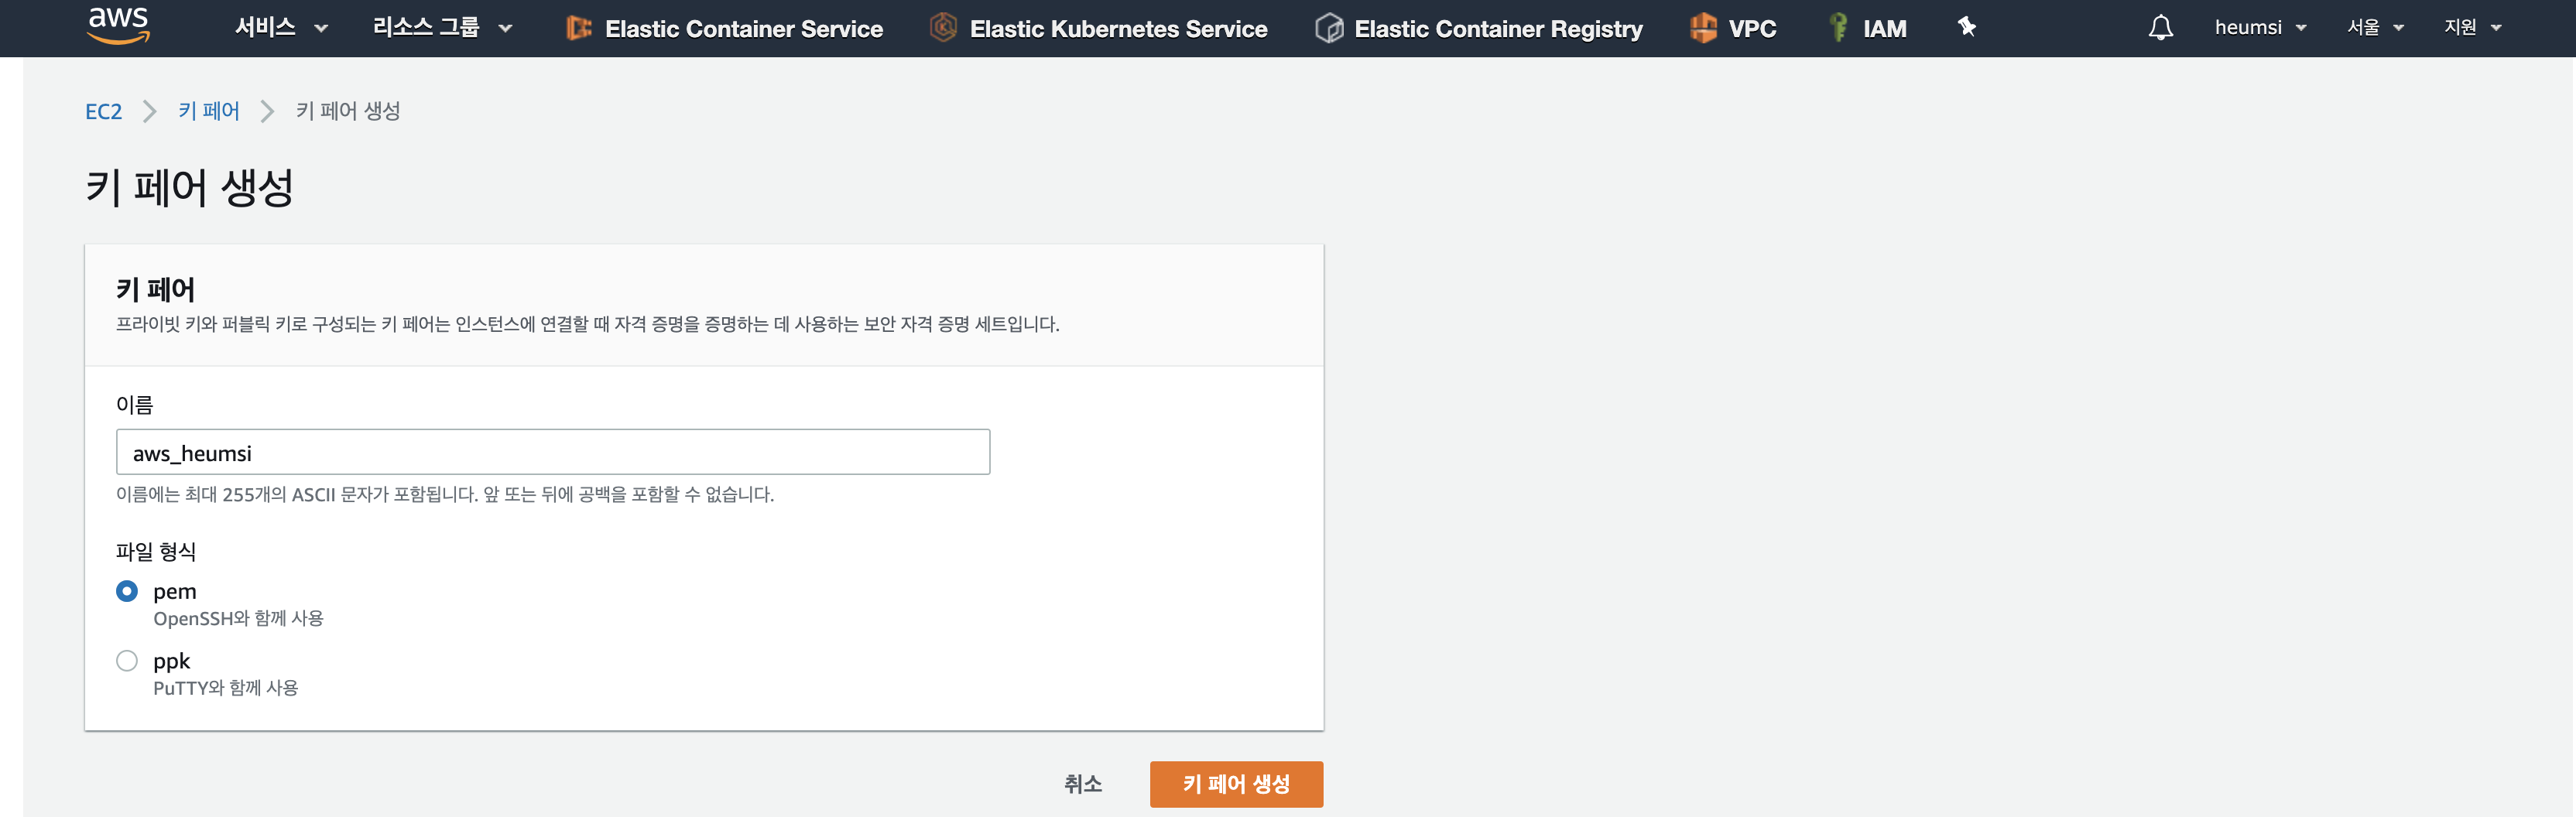 aws 서비스 리소스 그룹 Elastic Container Service Elastic Kubernetes Service Elastic Container Registry VPC IAM heumsi 서울 지원
EC2 키 페어 키 페어 생성
키 페어 생성
키 페어
프라이빗 키와 퍼블릭 키로 구성되는 키 페어는 인스턴스에 연결할 때 자격 증명을 증명하는 데 사용하는 보안 자격 증명 세트입니다.
이름
aws_heumsi
이름에는 최대 255개의 ASCII 문자가 포함됩니다. 앞 또는 뒤에 공백을 포함할 수 없습니다.
파일 형식
pem
OpenSSH와 함께 사용
ppk
PuTTY와 함께 사용
취소 키 페어 생성